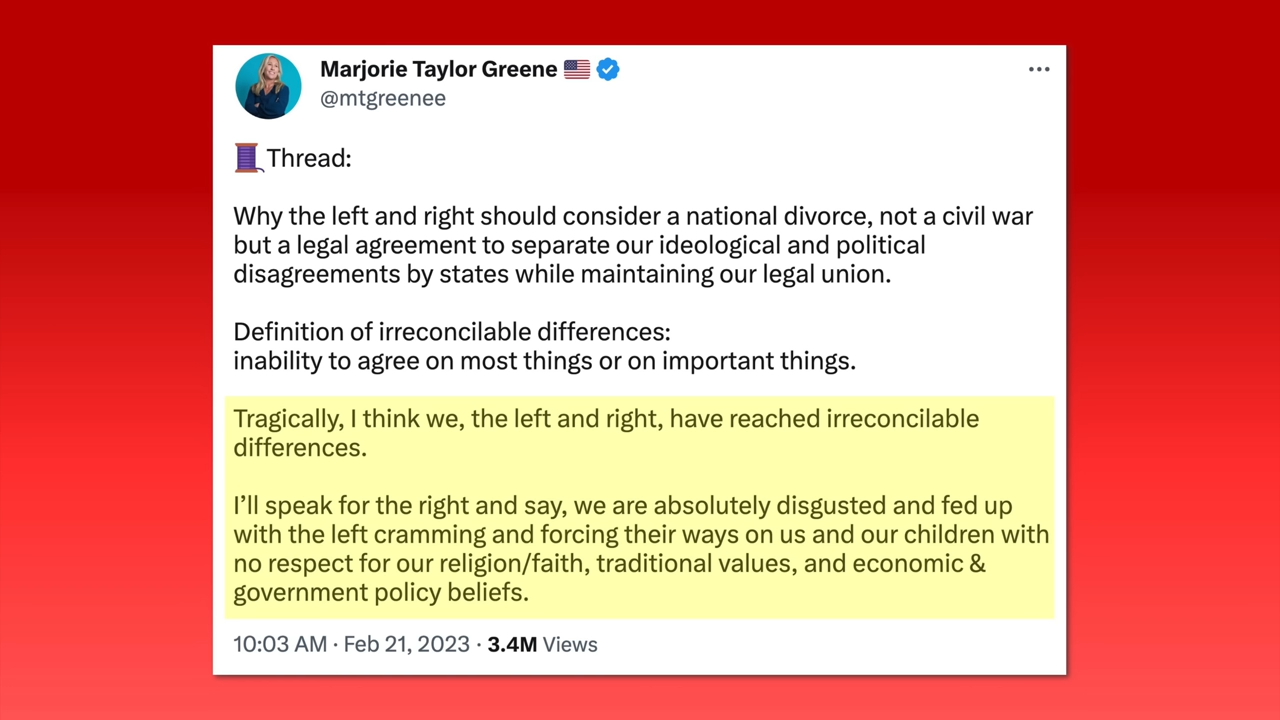 Marjorie Taylor Greene 🇺🇸
@mtgreenee
🧵Thread:
Why the left and right should consider a national divorce, not a civil war
but a legal agreement to separate our ideological and political
disagreements by states while maintaining our legal union.
Definition of irreconcilable differences:
inability to agree on most things or on important things.
Tragically, I think we, the left and right, have reached irreconcilable
differences.
I’ll speak for the right and say, we are absolutely disgusted and fed up
with the left cramming and forcing their ways on us and our children with
no respect for our religion/faith, traditional values, and economic &
government policy beliefs.
10:03 AM · Feb 21, 2023 · 3.4M Views